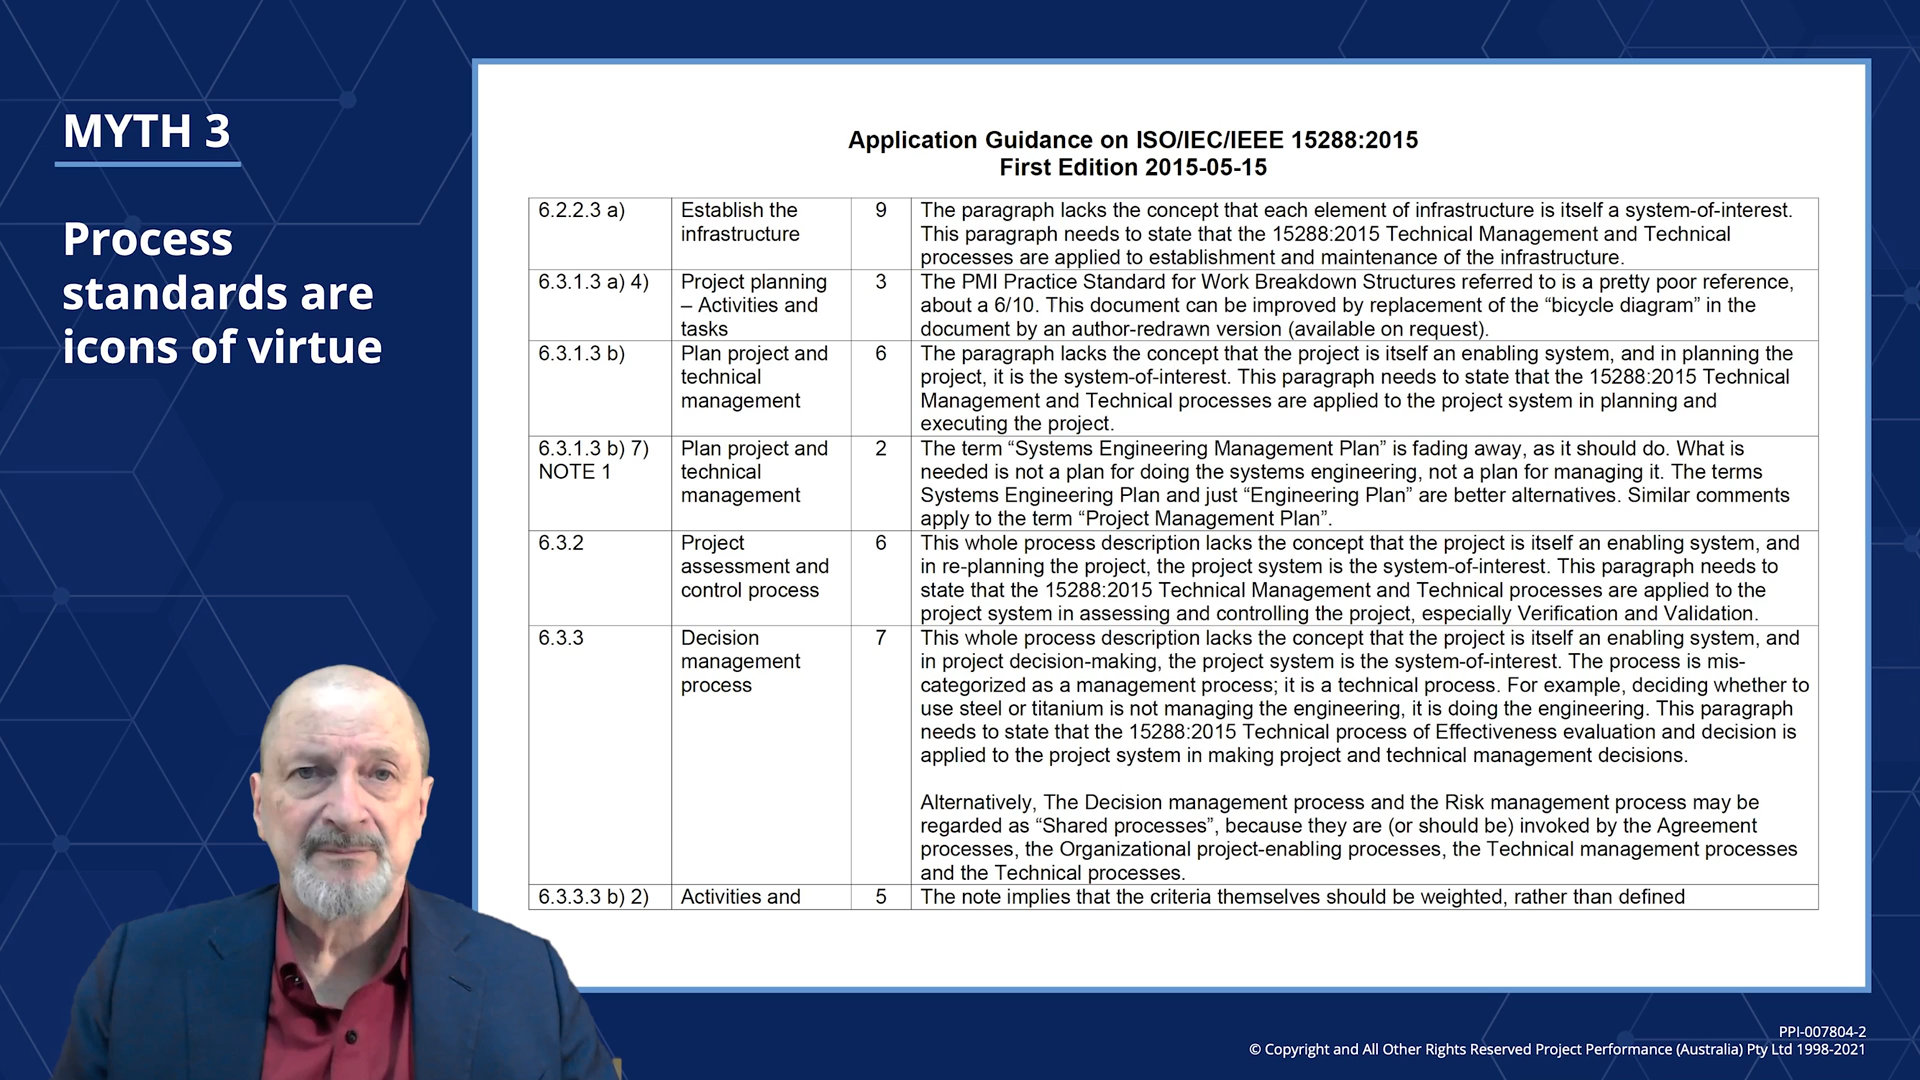 MYTH 3
Process
standards are
icons of virtue
Application Guidance on ISO/IEC/IEEE 15288:2015
First Edition 2015-05-15
6.2.2.3 a)
Establish the
infrastructure
9
The paragraph lacks the concept that each element of infrastructure is itself a system-of-interest.
This paragraph needs to state that the 15288:2015 Technical Management and Technical
processes are applied to establishment and maintenance of the infrastructure.
6.3.1.3 a) 4)
Project planning
– Activities and
tasks
3
The PMI Practice Standard for Work Breakdown Structures referred to is a pretty poor reference,
about a 6/10. This document can be improved by replacement of the “bicycle diagram” in the
document by an author-redrawn version (available on request).
6.3.1.3 b)
Plan project and
technical
management
6
The paragraph lacks the concept that the project is itself an enabling system, and in planning the
project, it is the system-of-interest. This paragraph needs to state that the 15288:2015 Technical
Management and Technical processes are applied to the project system in planning and
executing the project.
6.3.1.3 b) 7)
NOTE 1
Plan project and
technical
management
2
The term “Systems Engineering Management Plan” is fading away, as it should do. What is
needed is not a plan for doing the systems engineering, not a plan for managing it. The terms
Systems Engineering Plan and just “Engineering Plan” are better alternatives. Similar comments
apply to the term “Project Management Plan”.
6.3.2
Project
assessment and
control process
6
This whole process description lacks the concept that the project is itself an enabling system, and
in re-planning the project, the project system is the system-of-interest. This paragraph needs to
state that the 15288:2015 Technical Management and Technical processes are applied to the
project system in assessing and controlling the project, especially Verification and Validation.
6.3.3
Decision
management
process
7
This whole process description lacks the concept that the project is itself an enabling system, and
in project decision-making, the project system is the system-of-interest. The process is mis-
categorized as a management process; it is a technical process. For example, deciding whether to
use steel or titanium is not managing the engineering, it is doing the engineering. This paragraph
needs to state that the 15288:2015 Technical process of Effectiveness evaluation and decision is
applied to the project system in making project and technical management decisions.
Alternatively, The Decision management process and the Risk management process may be
regarded as “Shared processes”, because they are (or should be) invoked by the Agreement
processes, the Organizational project-enabling processes, the Technical management processes
and the Technical processes.
6.3.3.3 b) 2)
Activities and
5
The note implies that the criteria themselves should be weighted, rather than defined
PPI-007804-2
© Copyright and All Other Rights Reserved Project Performance (Australia) Pty Ltd 1998-2021